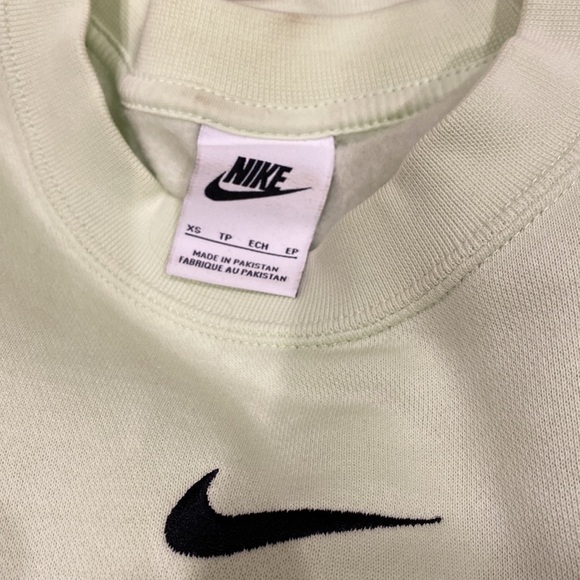 NIKE
XS TP ECH EP
MADE IN PAKISTAN
FABRIQUE AU PAKISTAN